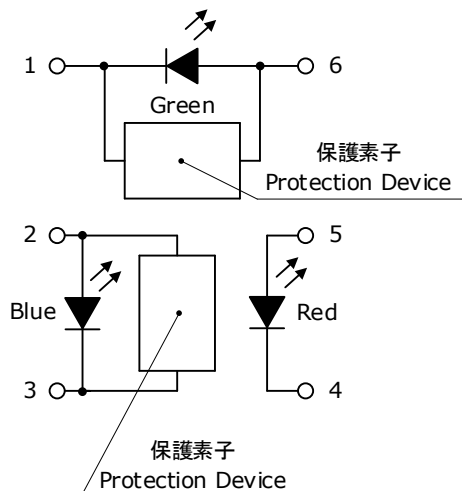 1
6
Green
保護素子
Protection Device
2
5
Blue
Red
3
4
保護素子
Protection Device